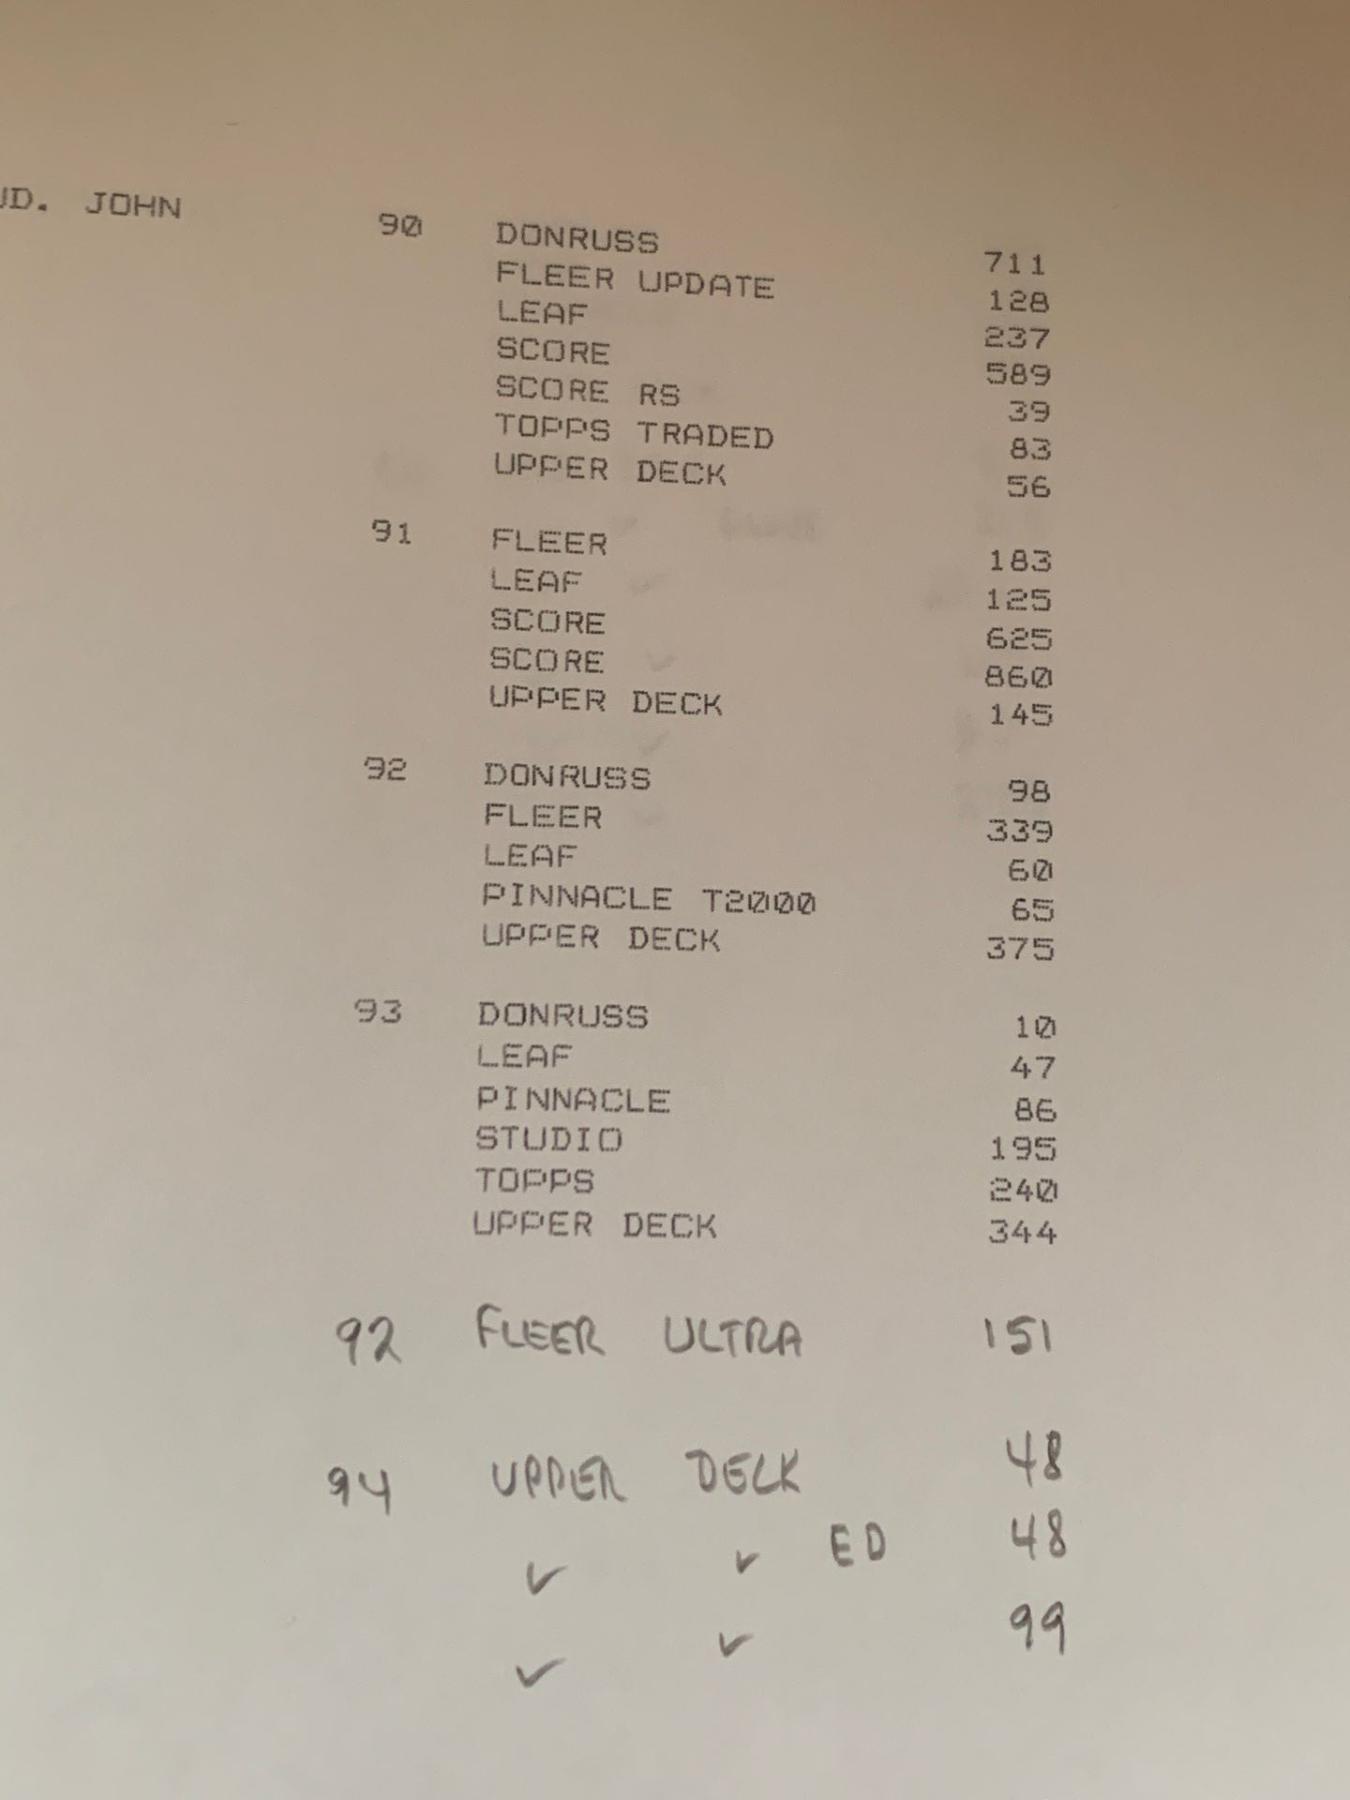 UD. JOHN 90 DONRUSS 711
FLEER UPDATE 128
LEAF 237
SCORE 589
SCORE RS 39
TOPPS TRADED 83
UPPER DECK 56
91 FLEER 183
LEAF 125
SCORE 625
SCORE 860
UPPER DECK 145
92 DONRUSS 98
FLEER 339
LEAF 60
PINNACLE T2000 65
UPPER DECK 375
93 DONRUSS 10
LEAF 47
PINNACLE 86
STUDIO 195
TOPPS 240
UPPER DECK 344
92 FLEER ULTRA 151
94 UPPER DECK 48
✓ ✓ ED 48
✓ ✓ 99